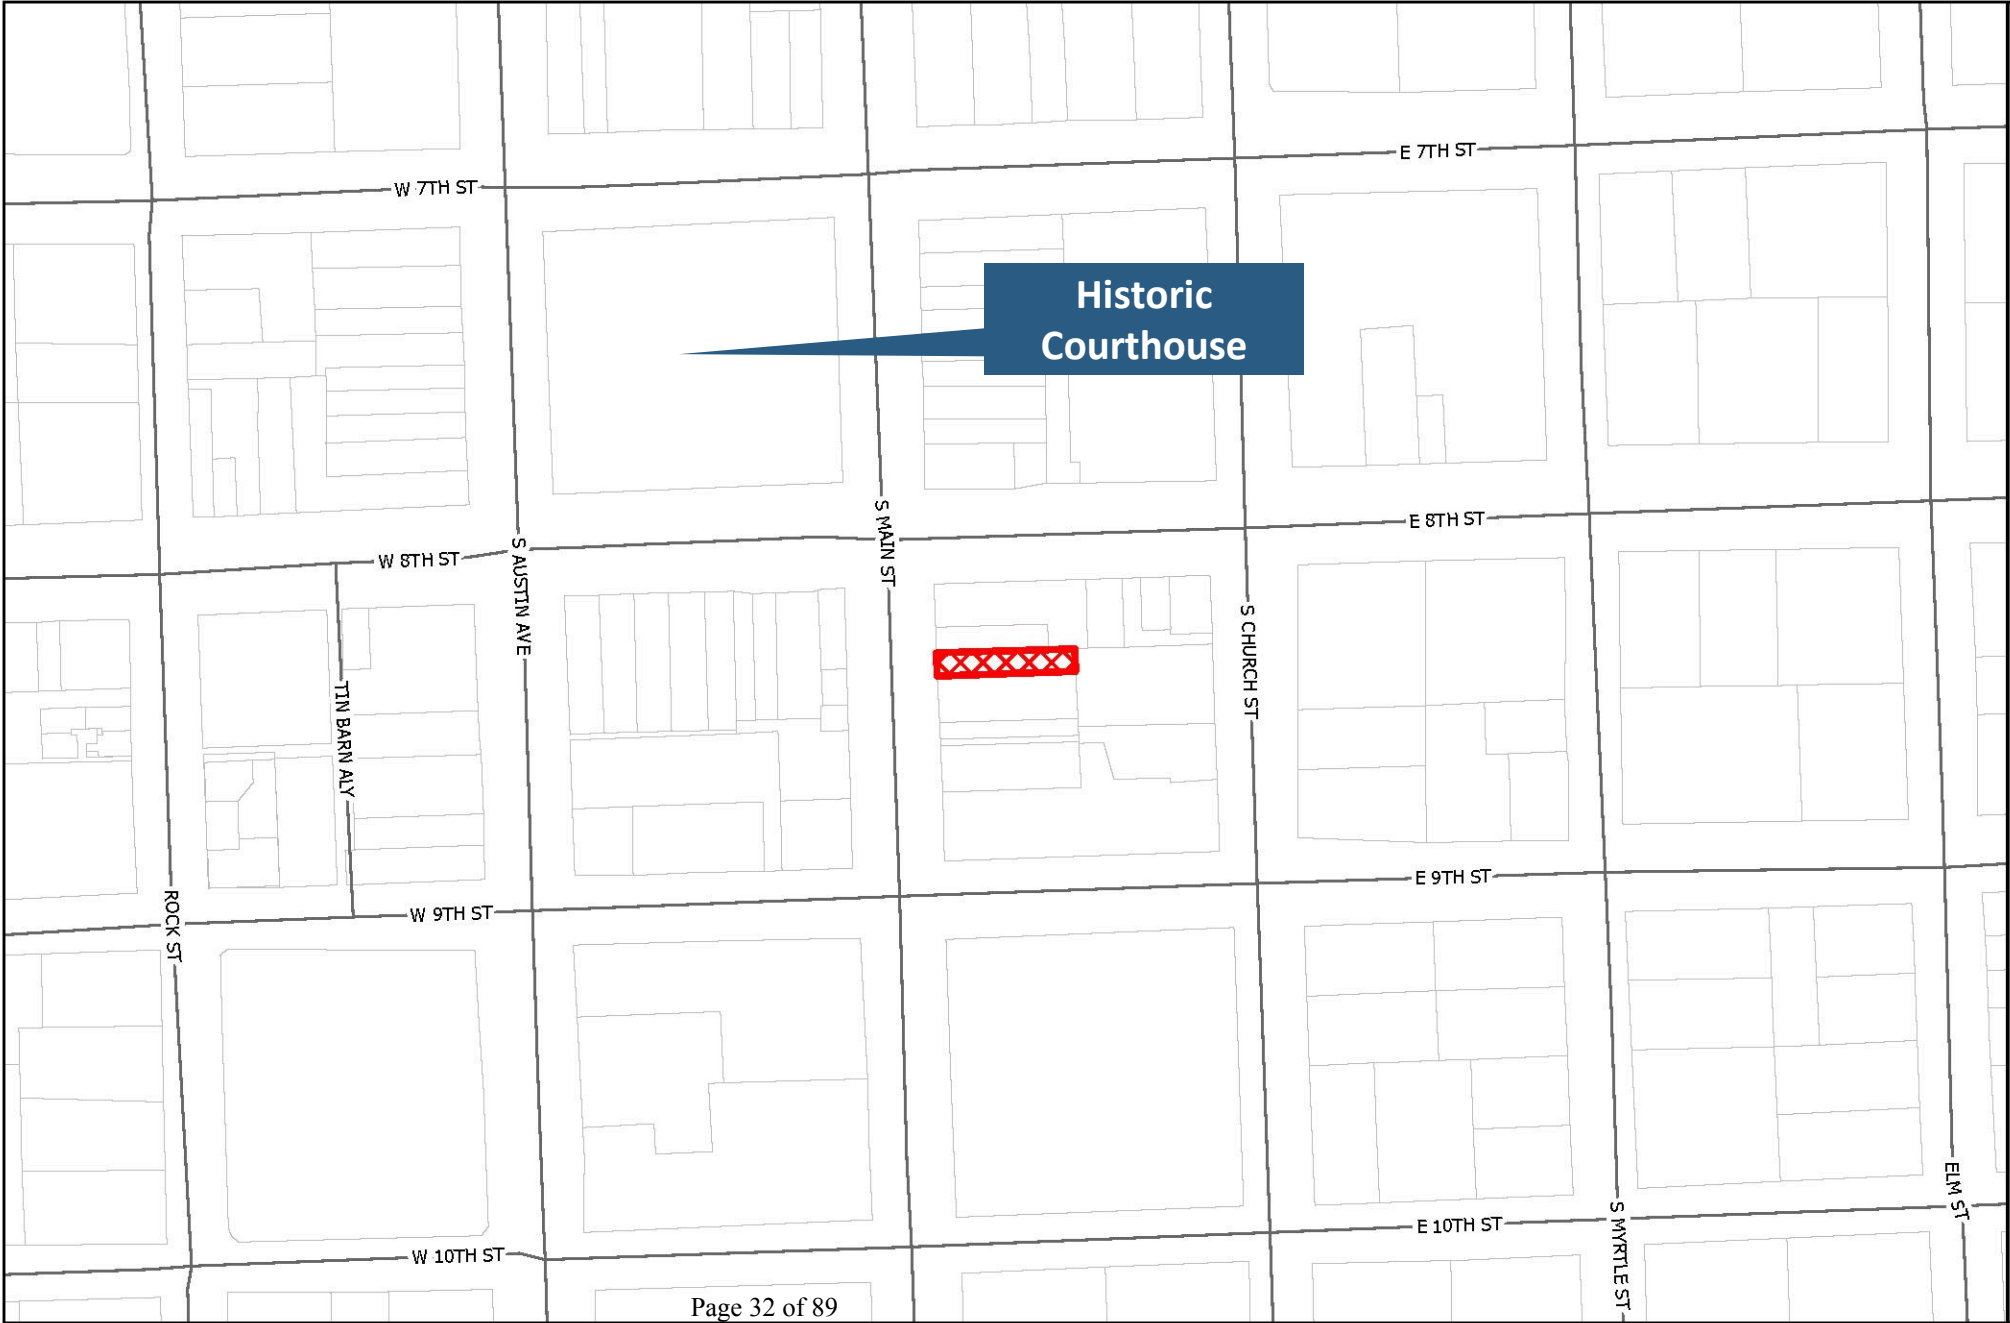 E 7TH ST
W 7TH ST
Historic
Courthouse
S MAIN ST
E 8TH ST
W 8TH ST
S AUSTIN AVE
S CHURCH ST
TIN BARN ALY
E 9TH ST
W 9TH ST
ROCK ST
ELM ST
S MYRTLE ST
E 10TH ST
W 10TH ST
Page 32 of 89